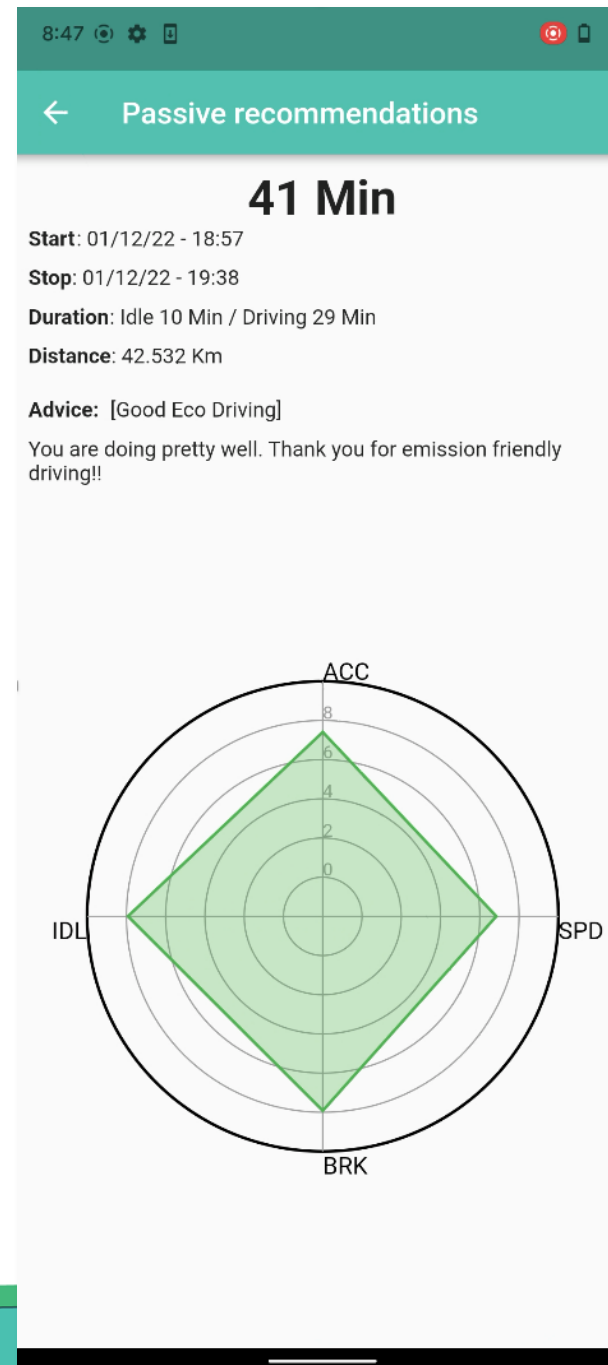 8:47
Passive recommendations
41 Min
Start: 01/12/22 - 18:57
Stop: 01/12/22 - 19:38
Duration: Idle 10 Min / Driving 29 Min
Distance: 42.532 Km
Advice: [Good Eco Driving]
You are doing pretty well. Thank you for emission friendly
driving!!
ACC
8
6
4
2
0
IDL
SPD
BRK